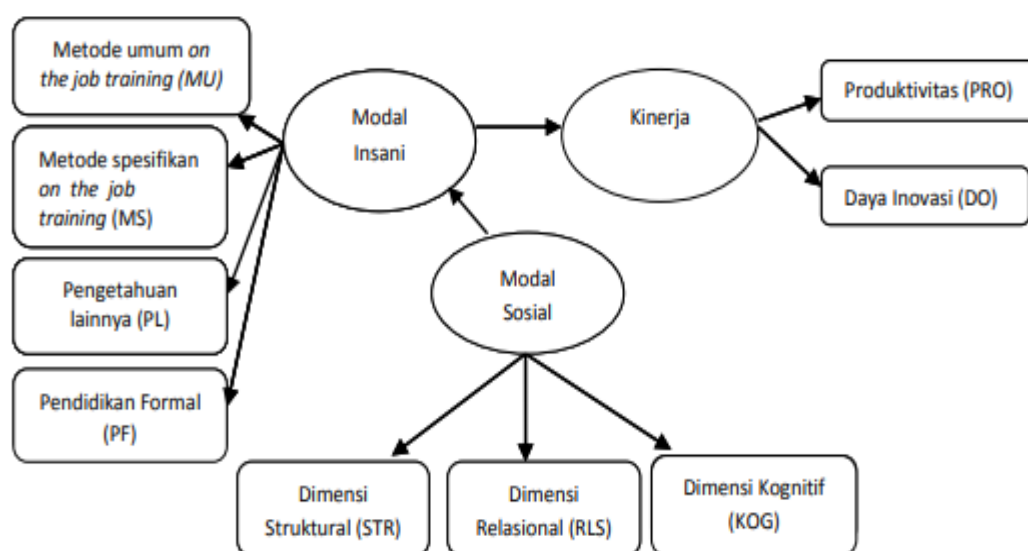 Metode umum on
the job training (MU)
Metode spesifikan
on the job
training (MS)
Pengetahuan
lainnya (PL)
Pendidikan Formal
(PF)
Modal
Insani
Kinerja
Produktivitas (PRO)
Daya Inovasi (DO)
Modal
Sosial
Dimensi
Struktural (STR)
Dimensi
Relasional (RLS)
Dimensi Kognitif
(KOG)